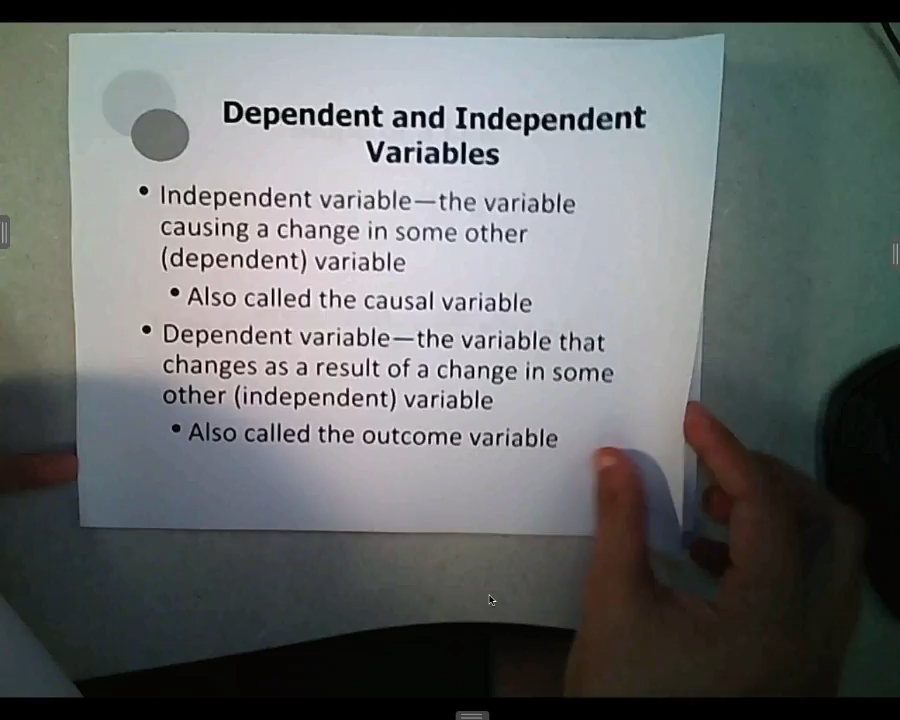 Dependent and Independent
Variables
• Independent variable—the variable
causing a change in some other
(dependent) variable
• Also called the causal variable
• Dependent variable—the variable that
changes as a result of a change in some
other (independent) variable
• Also called the outcome variable